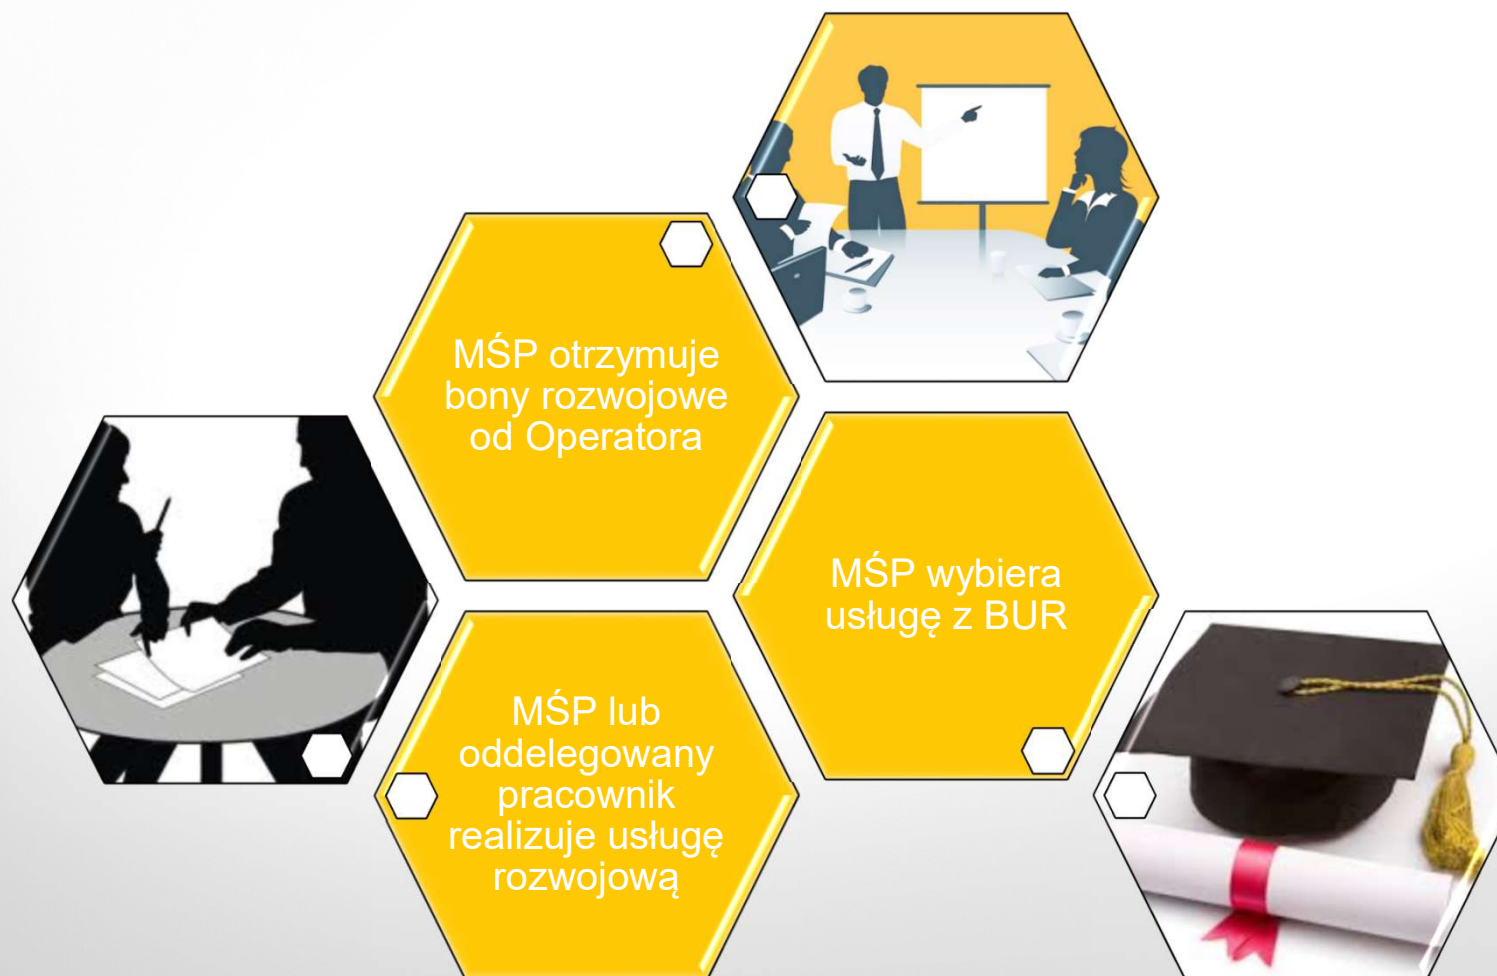 MŚP otrzymuje
bony rozwojowe
od Operatora
MŚP wybiera
usługę z BUR
MŚP lub
oddelegowany
pracownik
realizuje usługę
rozwojową